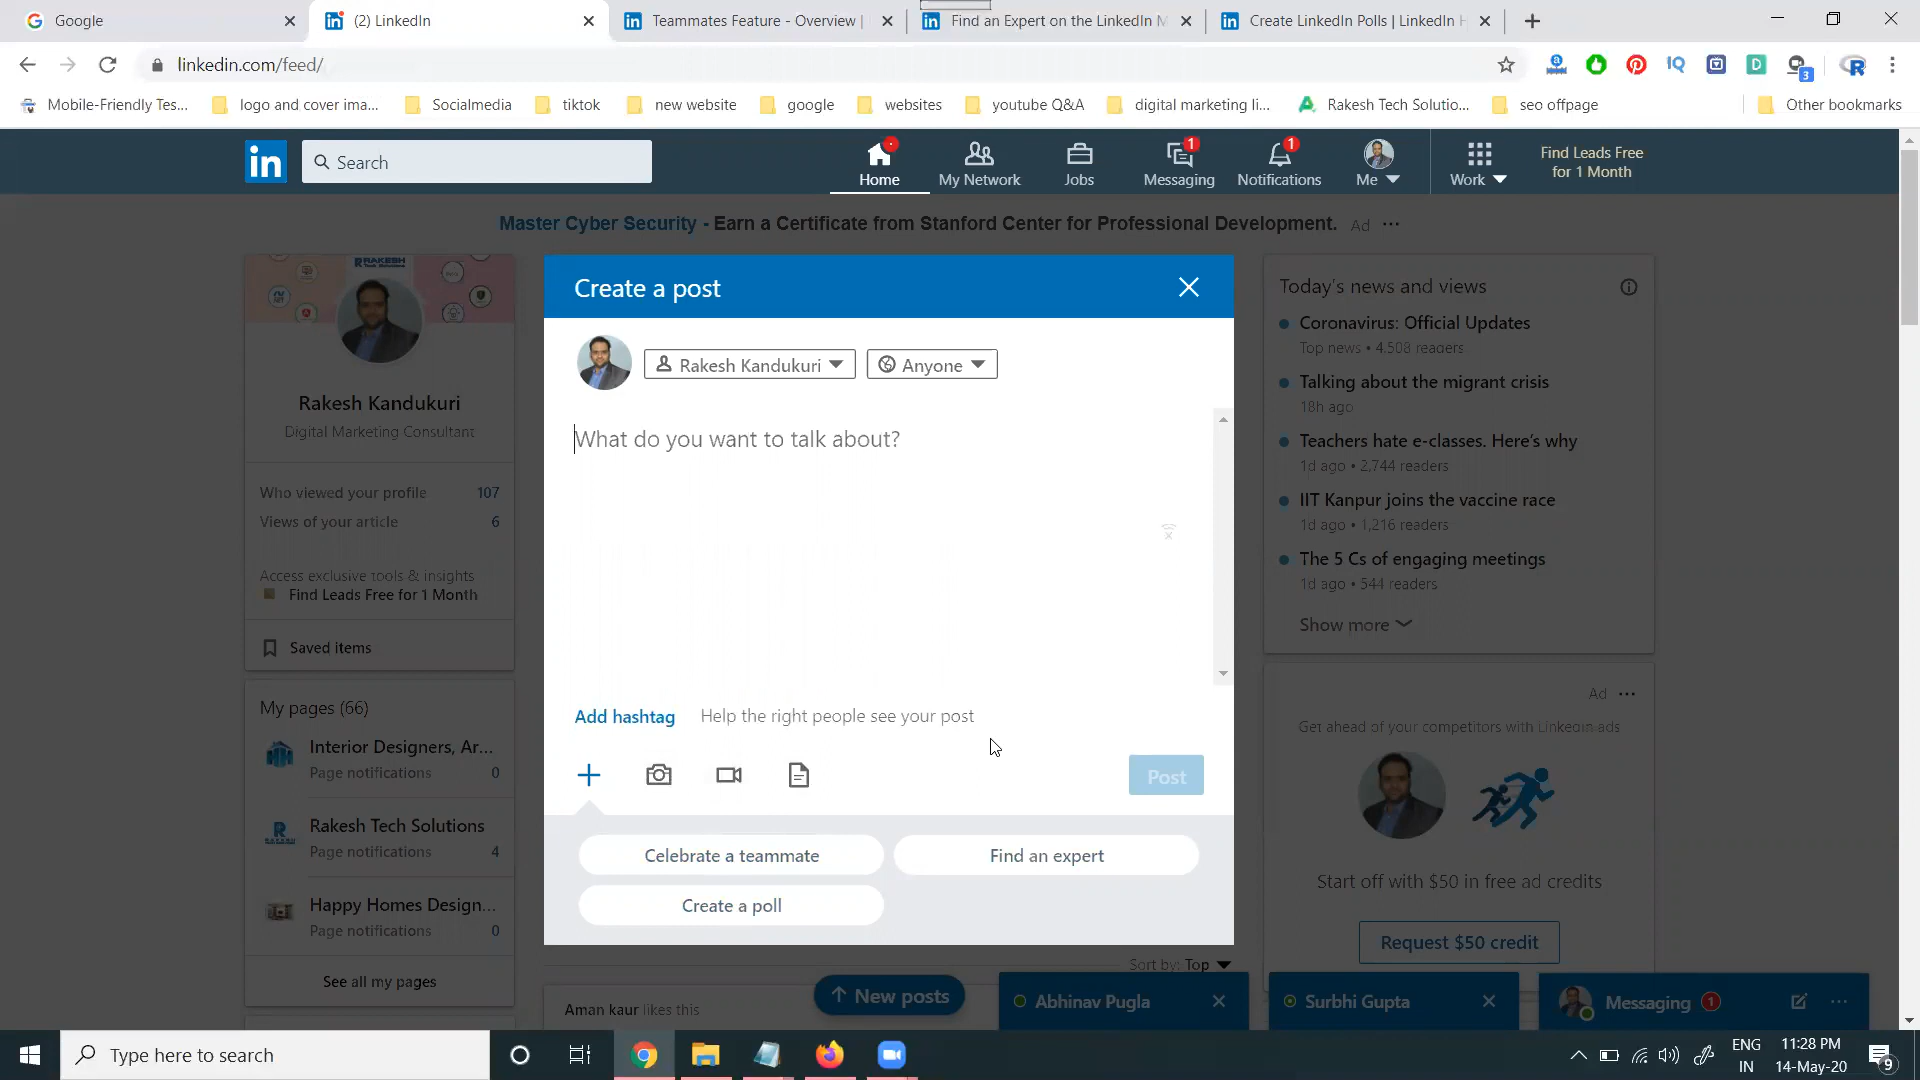 Google
(2) LinkedIn
Teammates Feature - Overview |
Find an Expert on the LinkedIn M
Create LinkedIn Polls | LinkedIn H
linkedin.com/feed/
Mobile-Friendly Tes...
logo and cover ima...
Socialmedia
tiktok
new website
google
websites
youtube Q&A
digital marketing li...
Rakesh Tech Solutio...
seo offpage
Other bookmarks
in
Search
Home
My Network
Jobs
1
Messaging
1
Notifications
Me
Work
Find Leads Free
for 1 Month
Master Cyber Security - Earn a Certificate from Stanford Center for Professional Development. Ad ...
Rakesh Kandukuri
Digital Marketing Consultant
Who viewed your profile 107
Views of your article 6
Access exclusive tools & insights
Find Leads Free for 1 Month
Saved items
My pages (66)
Interior Designers, Ar...
Page notifications 0
Rakesh Tech Solutions
Page notifications 4
Happy Homes Design...
Page notifications 0
See all my pages
Create a post
Rakesh Kandukuri
Anyone
What do you want to talk about?
Add hashtag
Help the right people see your post
Post
Celebrate a teammate
Find an expert
Create a poll
Sort by: Top
Aman kaur likes this
New posts
Today's news and views
Coronavirus: Official Updates
Top news • 4,508 readers
Talking about the migrant crisis
18h ago
Teachers hate e-classes. Here's why
1d ago • 2,744 readers
IIT Kanpur joins the vaccine race
1d ago • 1,216 readers
The 5 Cs of engaging meetings
1d ago • 544 readers
Show more
Ad ...
Get ahead of your competitors with LinkedIn ads
Start off with $50 in free ad credits
Request $50 credit
Abhinav Pugla
Surbhi Gupta
Messaging 1
Type here to search
ENG
IN
11:28 PM
14-May-20
9